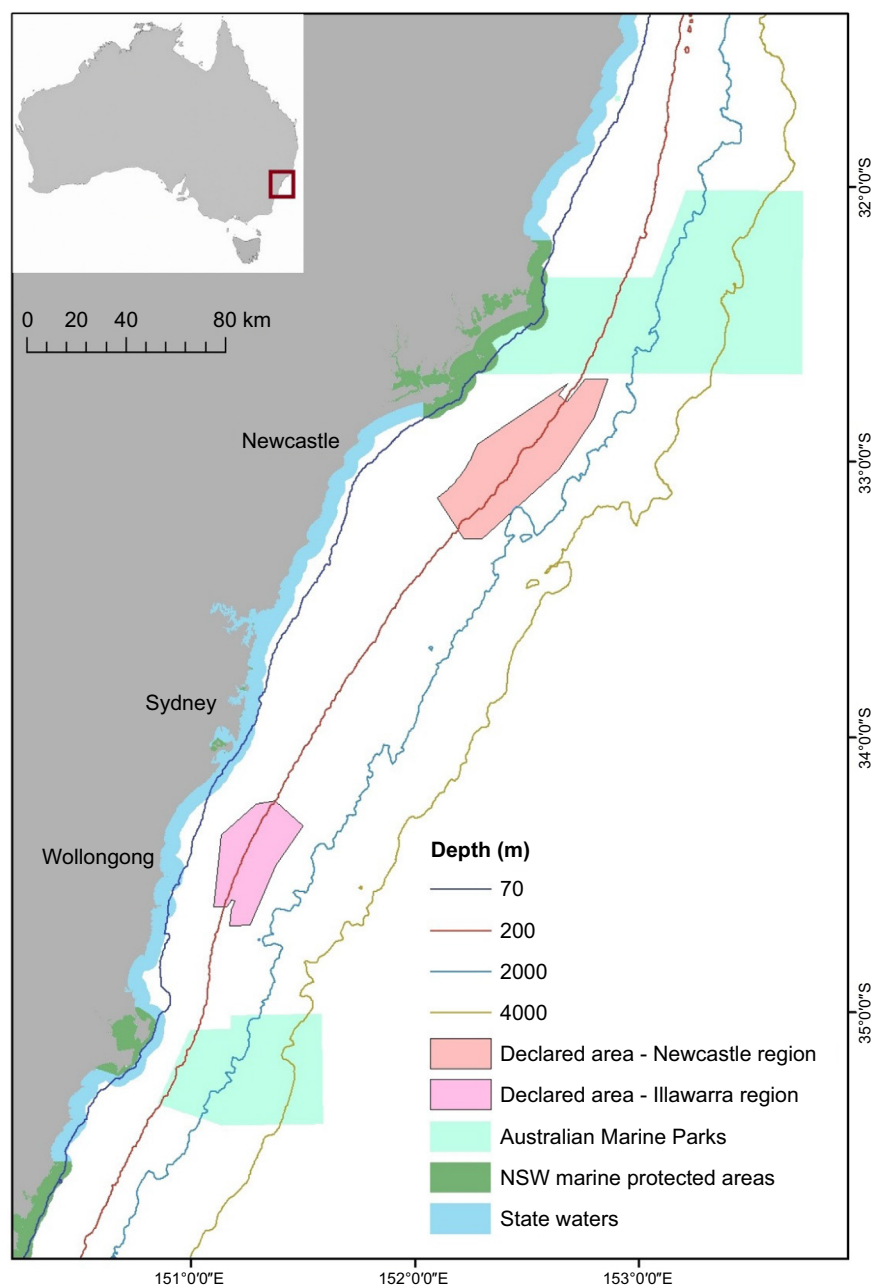 0 20 40 80 km
Newcastle
Sydney
Wollongong
Depth (m)
70
200
2000
4000
Declared area - Newcastle region
Declared area - Illawarra region
Australian Marine Parks
NSW marine protected areas
State waters
32°0'0"S
33°0'0"S
34°0'0"S
35°0'0"S
151°0'0"E
152°0'0"E
153°0'0"E